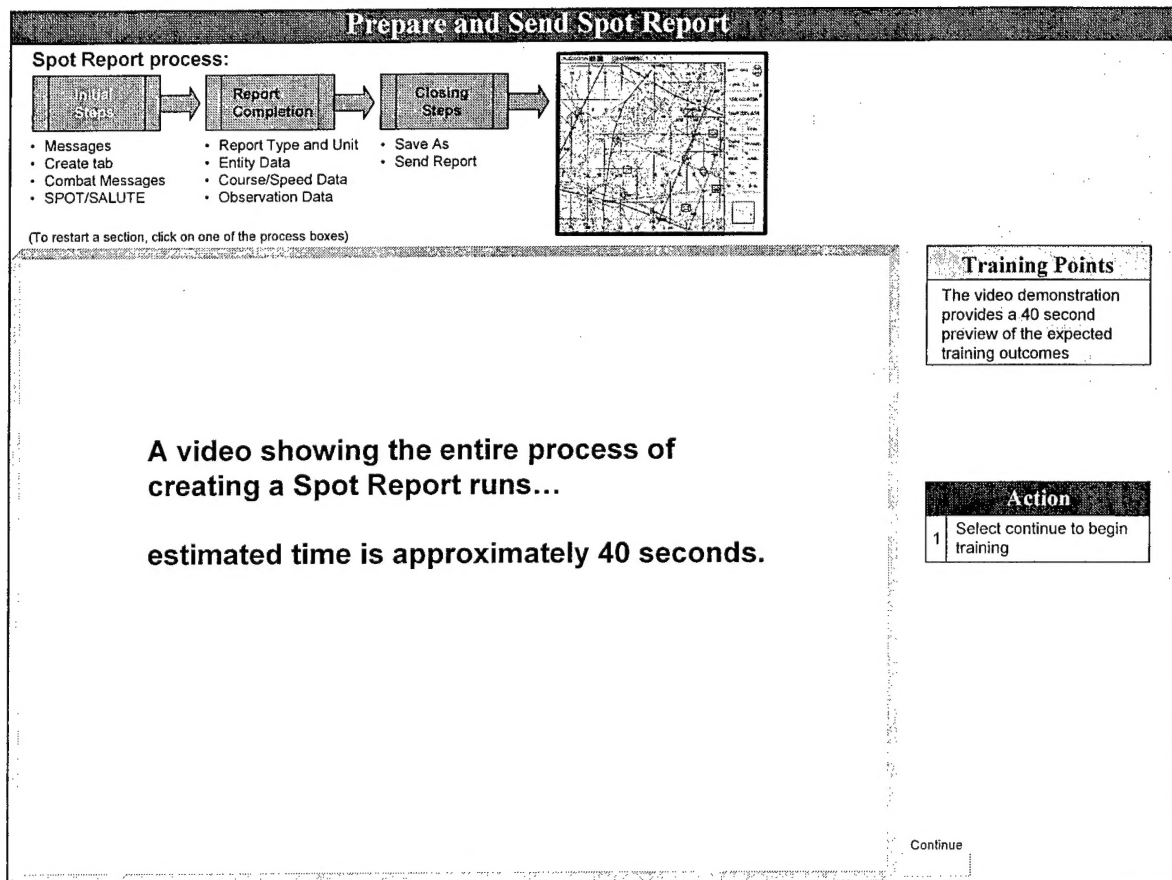 Prepare and Send Spot Report
Spot Report process:
Initial
Steps
Report
Completion
Closing
Steps
• Messages
• Create tab
• Combat Messages
• SPOT/SALUTE
• Report Type and Unit
• Entity Data
• Course/Speed Data
• Observation Data
• Save As
• Send Report
(To restart a section, click on one of the process boxes)
Training Points
The video demonstration
provides a 40 second
preview of the expected
training outcomes
A video showing the entire process of
creating a Spot Report runs...
estimated time is approximately 40 seconds.
Action
1 Select continue to begin
training
Continue